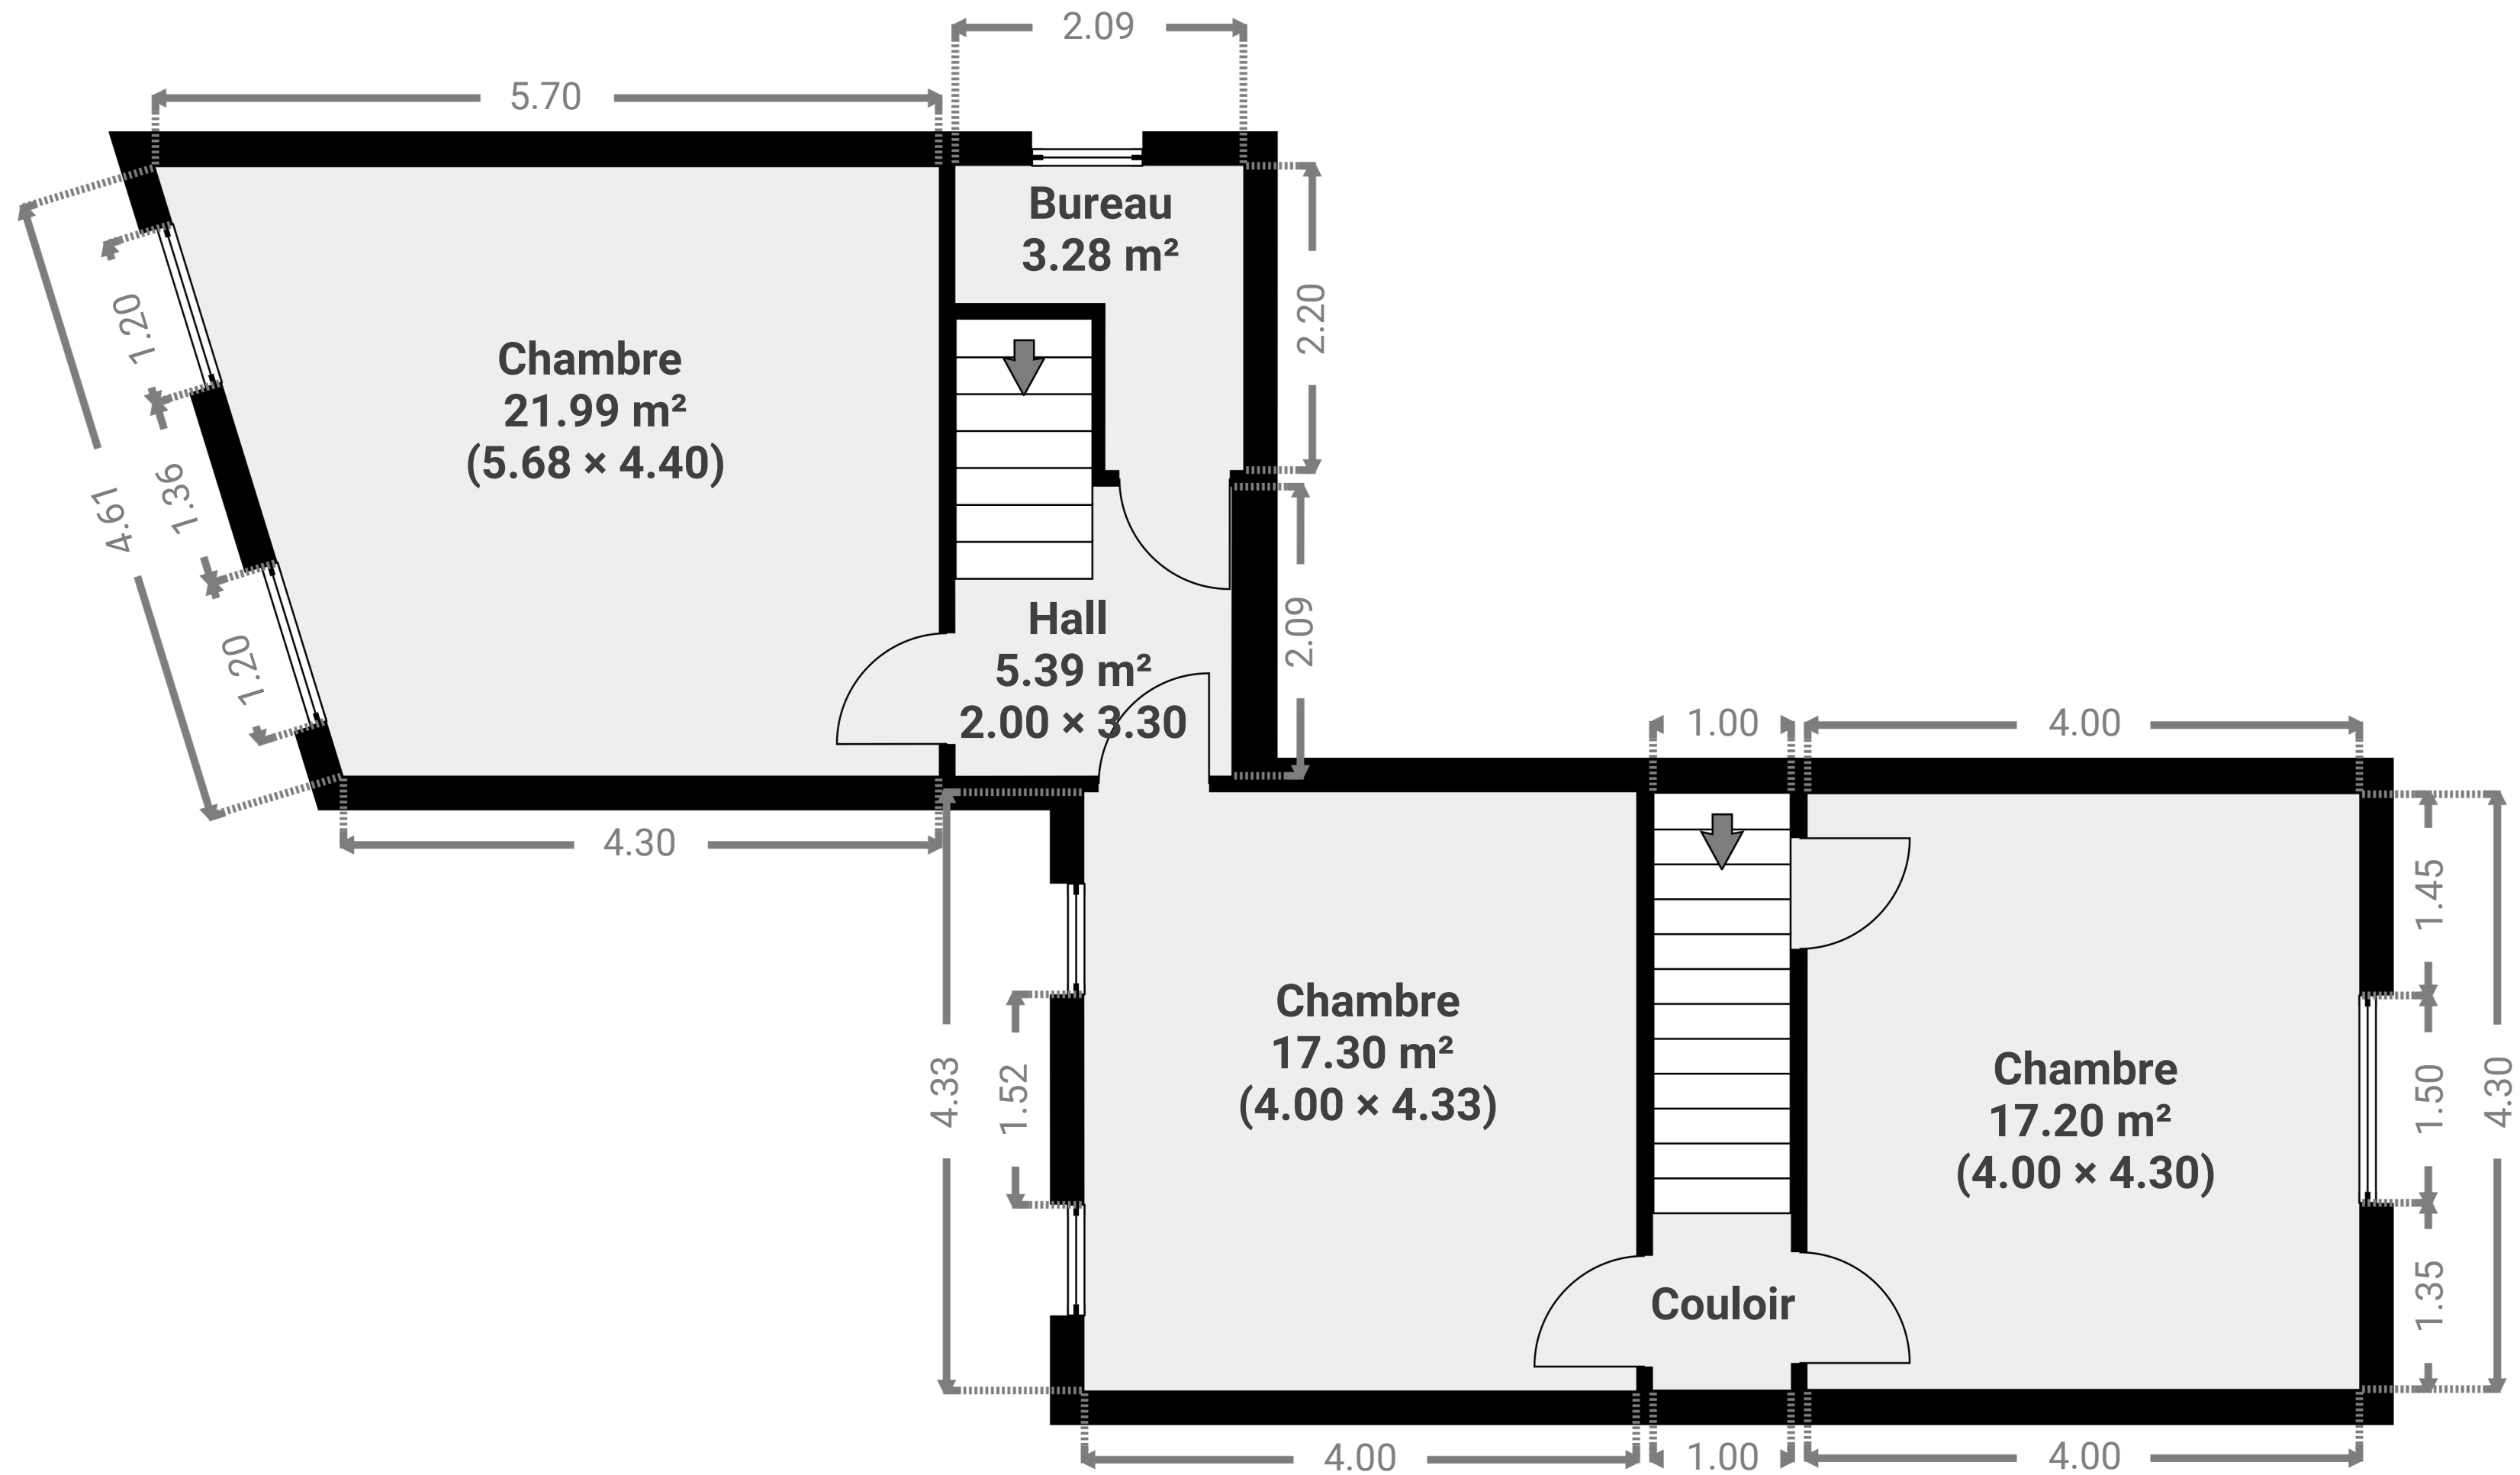 2.09
5.70
Bureau
3.28 m²
2.20
1.20
Chambre
21.99 m²
(5.68 × 4.40)
4.61
1.36
Hall
5.39 m²
2.00 × 3.30
2.09
1.20
1.00
4.00
4.30
1.45
Chambre
17.30 m²
(4.00 × 4.33)
4.33
1.52
Chambre
17.20 m²
(4.00 × 4.30)
1.50
4.30
Couloir
1.35
4.00
1.00
4.00